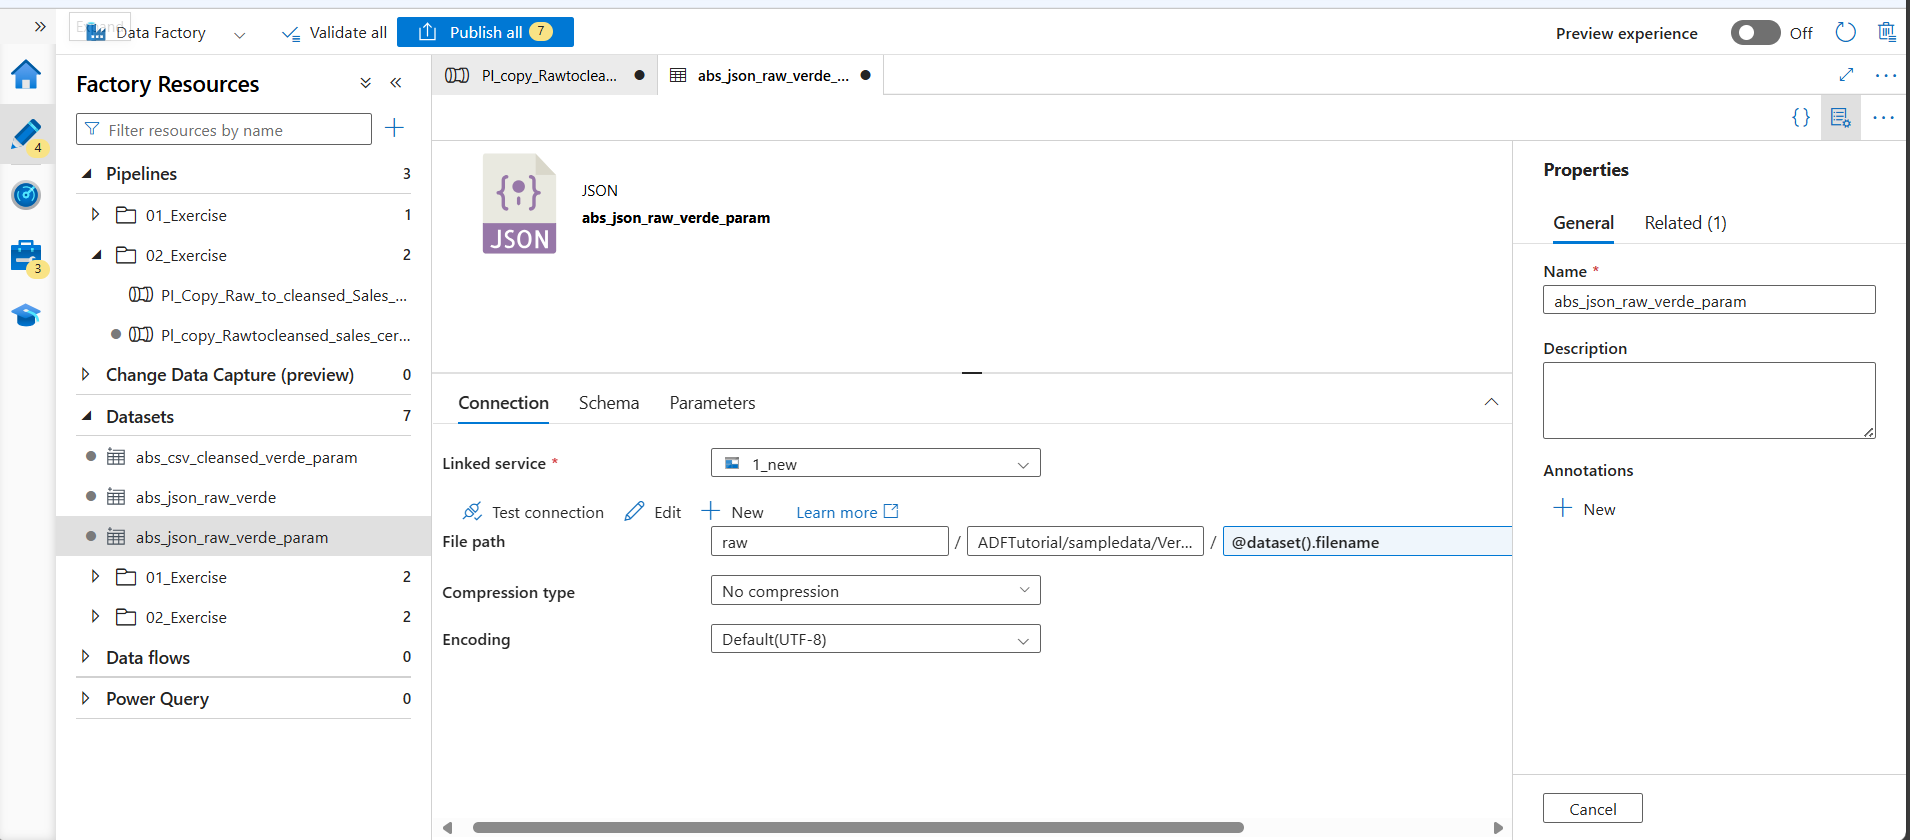 Data Factory
Validate all
Publish all 7
Preview experience
Off
4
3
Factory Resources
Filter resources by name
Pipelines 3
01_Exercise 1
02_Exercise 2
Pl_Copy_Raw_to_cleansed_Sales_...
Pl_copy_Rawtocleansed_sales_cer...
Change Data Capture (preview) 0
Datasets 7
abs_csv_cleansed_verde_param
abs_json_raw_verde
abs_json_raw_verde_param
01_Exercise 2
02_Exercise 2
Data flows 0
Power Query 0
Pl_copy_Rawtoclea...
abs_json_raw_verde_...
{}
JSON
JSON
abs_json_raw_verde_param
Connection Schema Parameters
Linked service * 1_new
Test connection Edit New Learn more
File path raw / ADFTutorial/sampledata/Ver... / @dataset().filename
Compression type No compression
Encoding Default(UTF-8)
Properties
General Related (1)
Name *
abs_json_raw_verde_param
Description
Annotations
New
Cancel